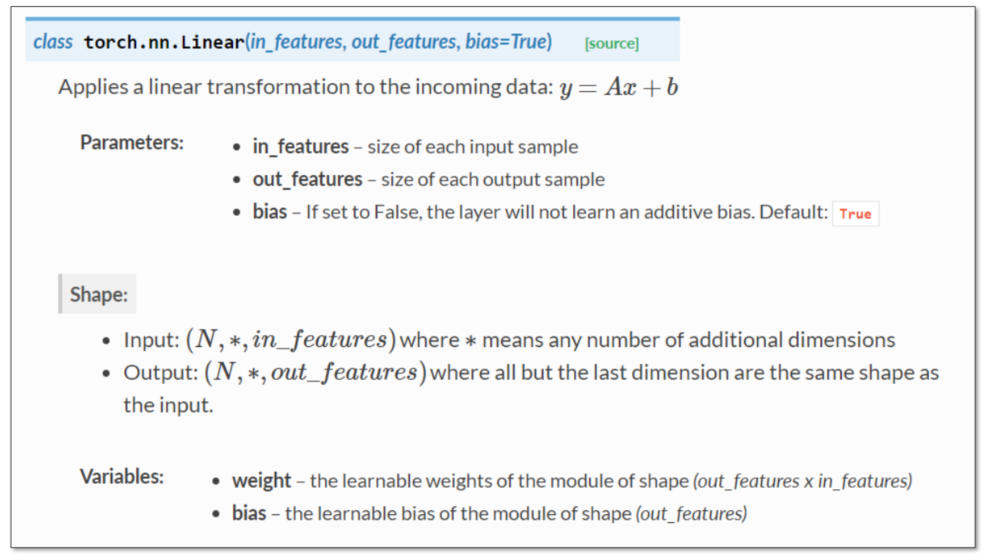 class torch.nn.Linear(in_features, out_features, bias=True) [source]
Applies a linear transformation to the incoming data: y = Ax + b
Parameters:
• in_features – size of each input sample
• out_features – size of each output sample
• bias – If set to False, the layer will not learn an additive bias. Default: True
Shape:
• Input: (N, ∗, in_features) where ∗ means any number of additional dimensions
• Output: (N, ∗, out_features) where all but the last dimension are the same shape as
the input.
Variables:
• weight – the learnable weights of the module of shape (out_features x in_features)
• bias – the learnable bias of the module of shape (out_features)